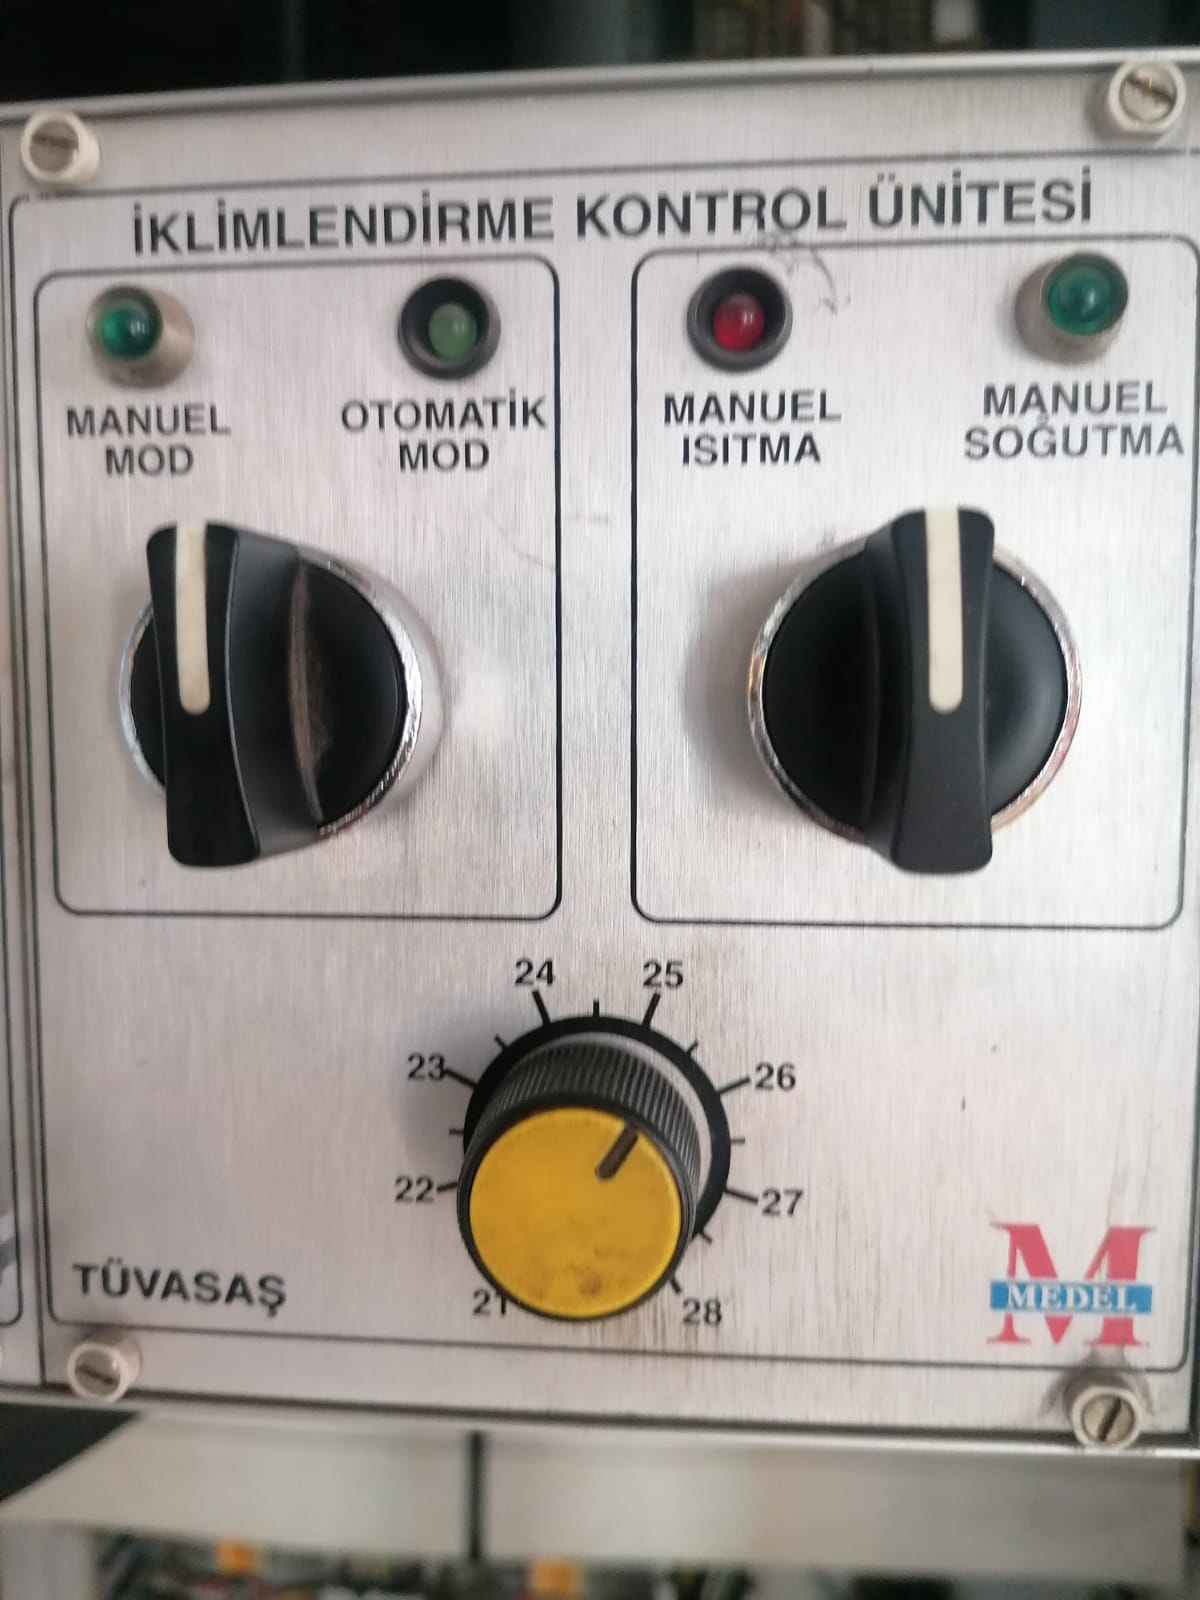 İKLİMLENDİRME KONTROL ÜNİTESİ
MANUEL
MOD
OTOMATİK
MOD
MANUEL
ISITMA
MANUEL
SOĞUTMA
24
25
23
26
22
27
21
28
TÜVASAŞ
M
MEDEL